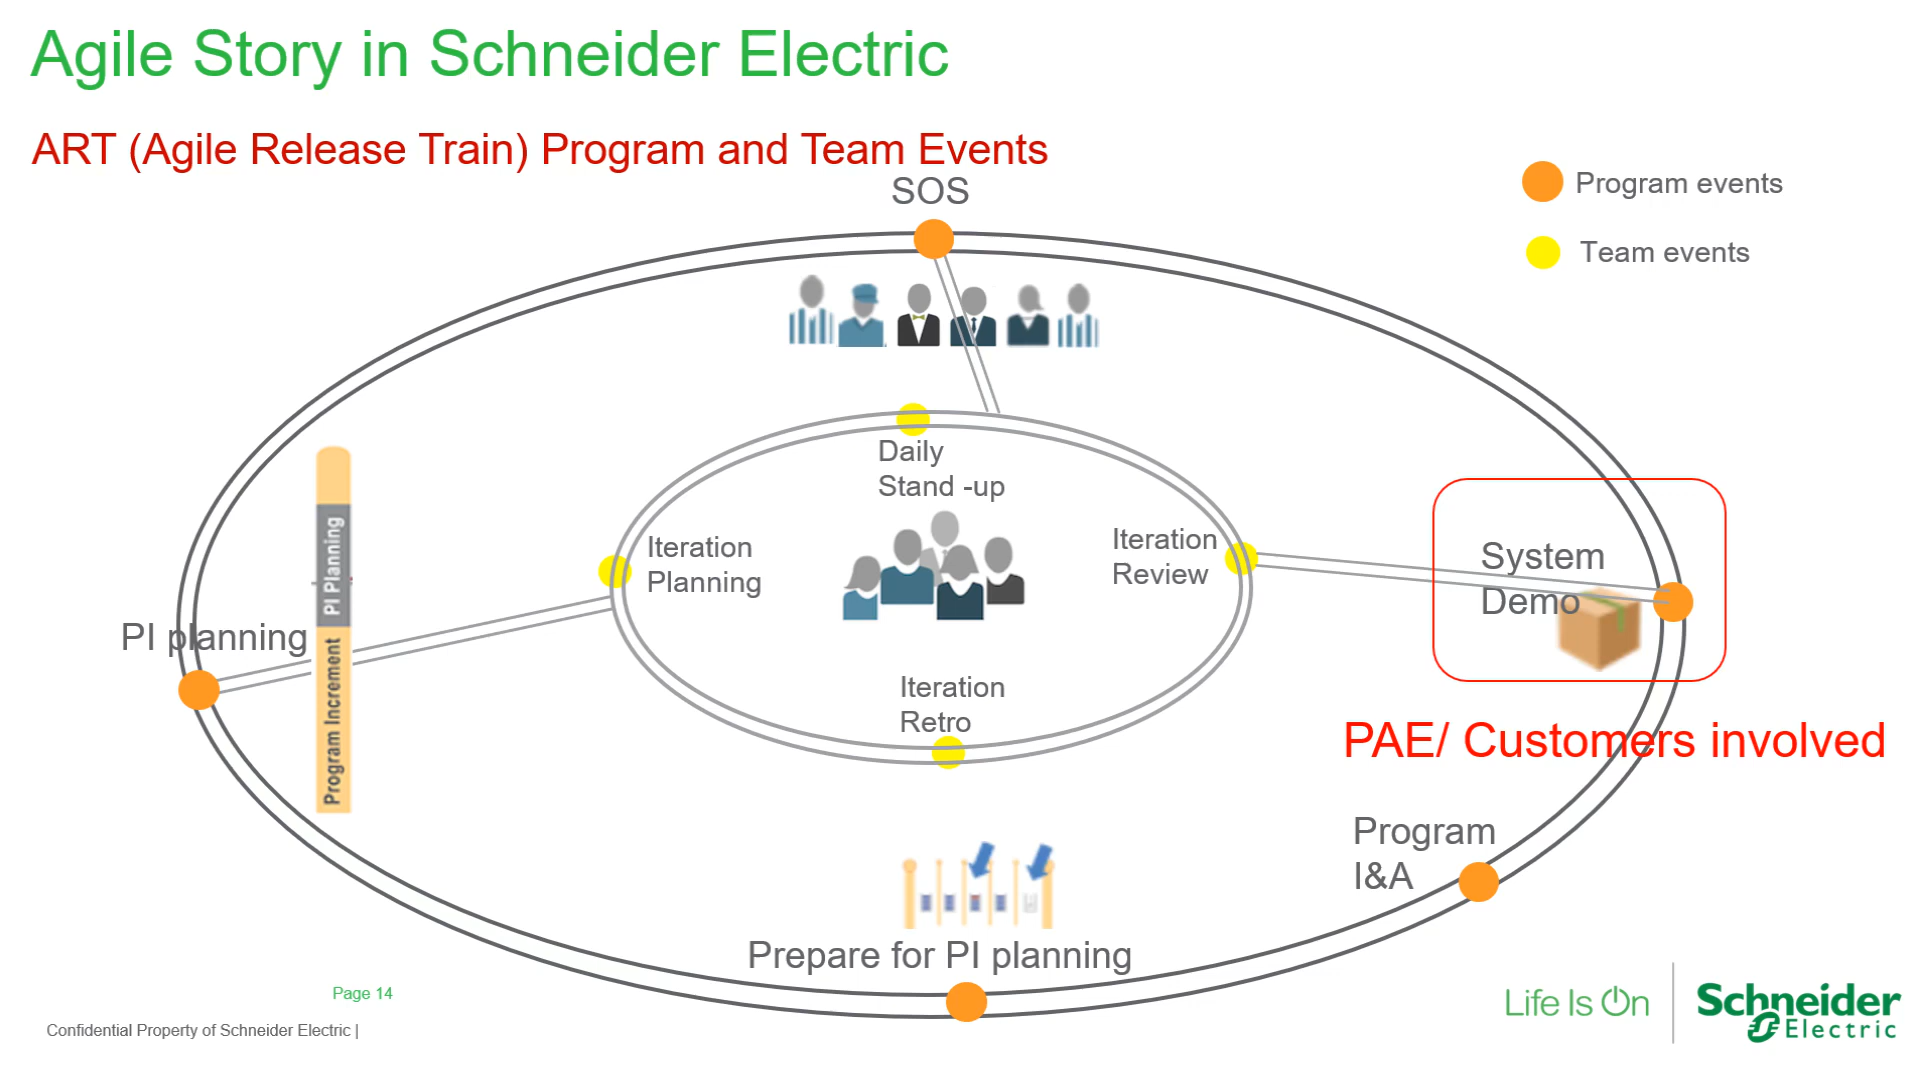 Agile Story in Schneider Electric
ART (Agile Release Train) Program and Team Events
SOS
Program events
Team events
Daily
Stand -up
Iteration
Planning
Iteration
Review
System
Demo
PI Planning
Program Increment
PI planning
Iteration
Retro
PAE/ Customers involved
Program
I&A
Prepare for PI planning
Page 14
Confidential Property of Schneider Electric |
Life Is On
Schneider
Electric